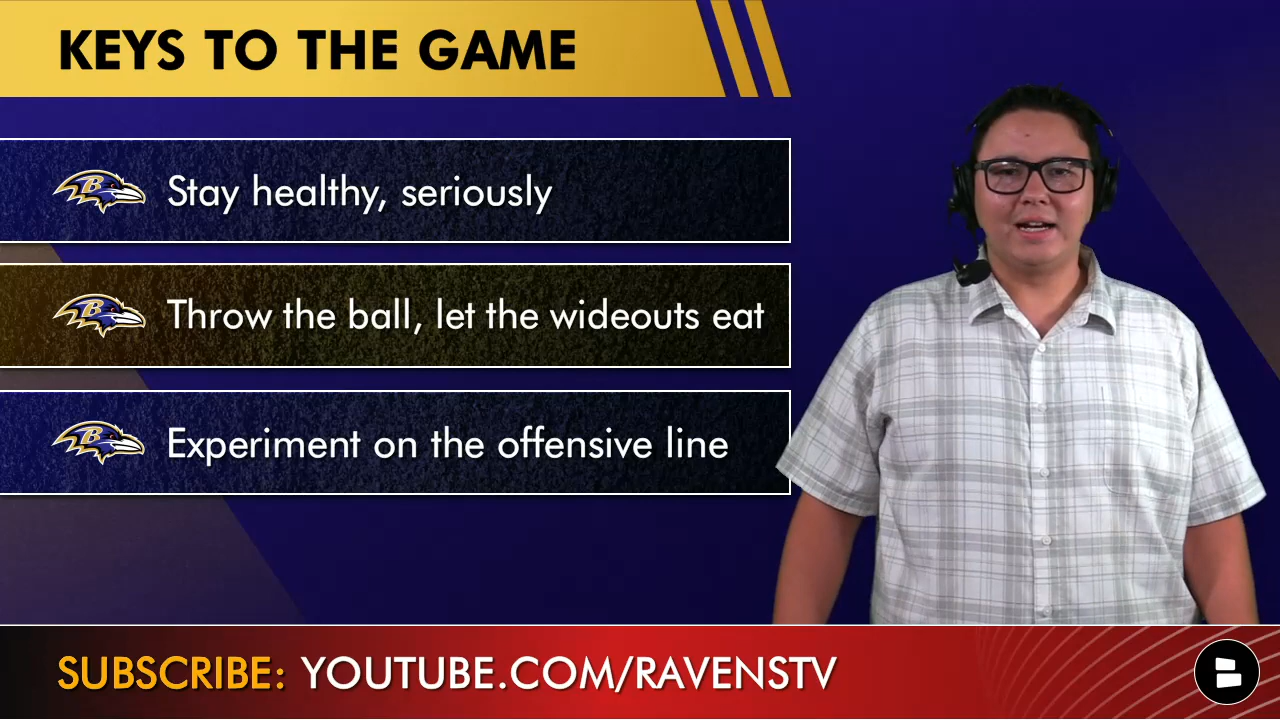 KEYS TO THE GAME
Stay healthy, seriously
Throw the ball, let the wideouts eat
Experiment on the offensive line
SUBSCRIBE: YOUTUBE.COM/RAVENSTV